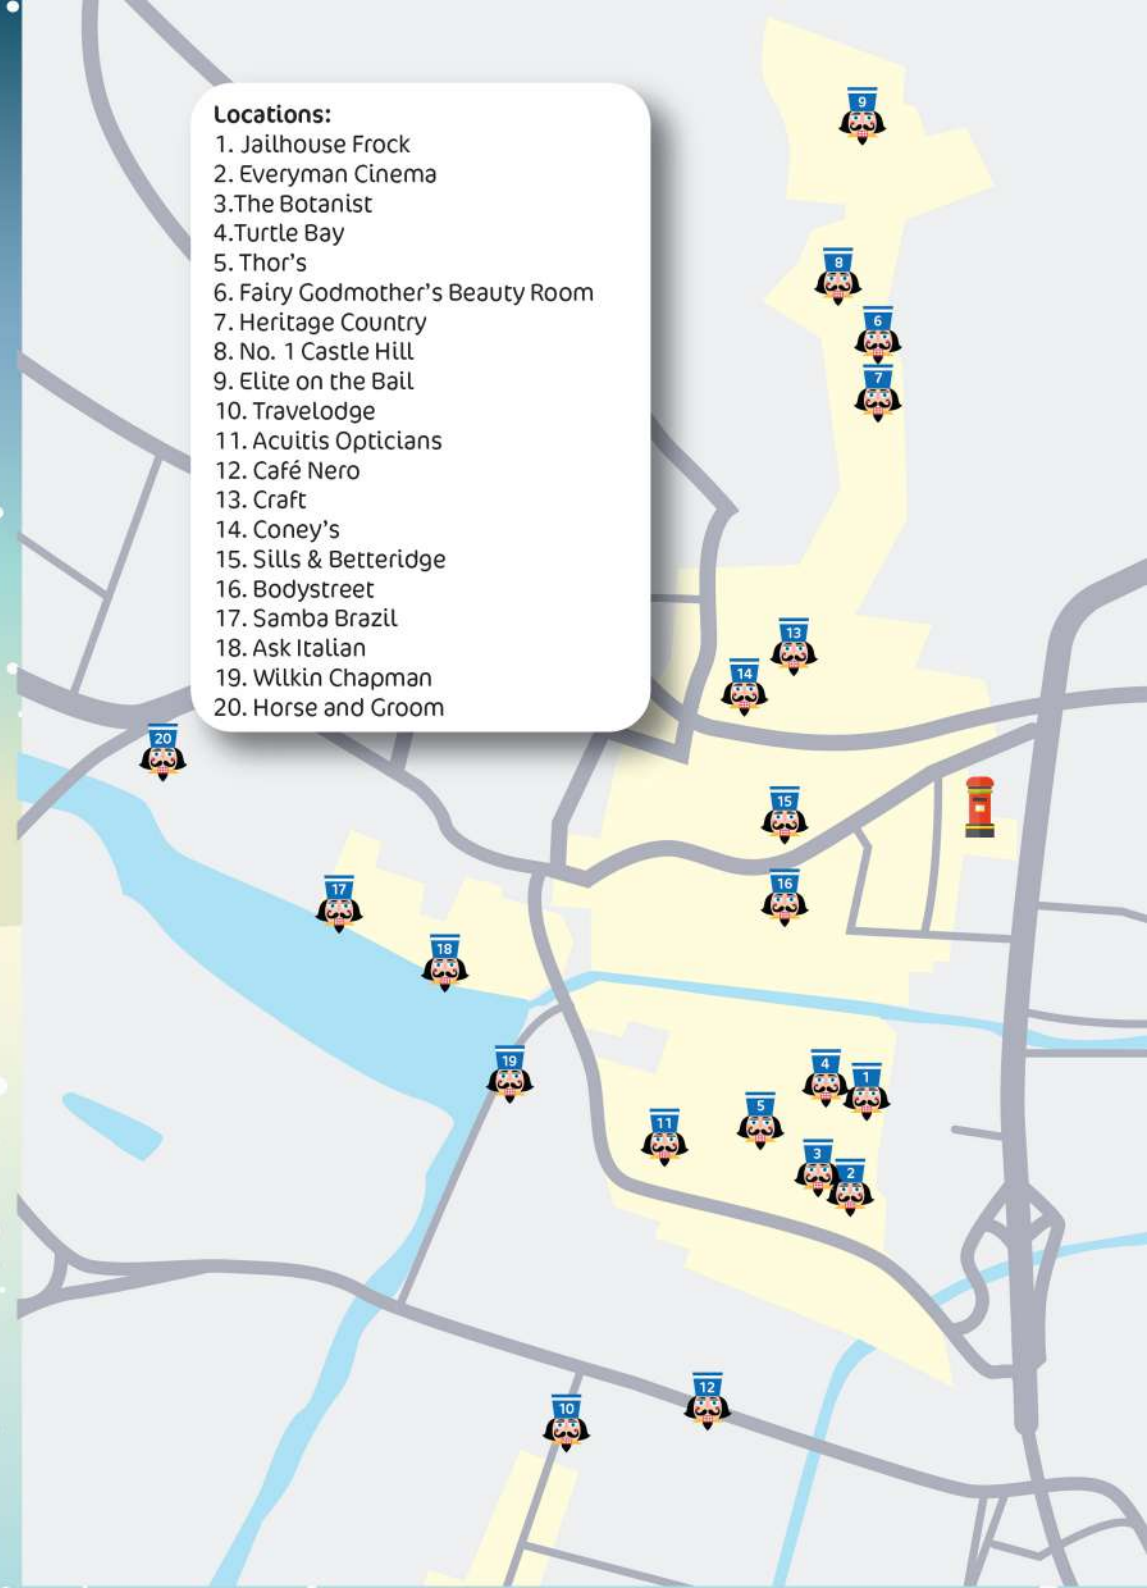 Locations:
1. Jailhouse Frock
2. Everyman Cinema
3.The Botanist
4.Turtle Bay
5. Thor's
6. Fairy Godmother's Beauty Room
7. Heritage Country
8. No. 1 Castle Hill
9. Elite on the Bail
10. Travelodge
11. Acuitis Opticians
12. Café Nero
13. Craft
14. Coney's
15. Sills & Betteridge
16. Bodystreet
17. Samba Brazil
18. Ask Italian
19. Wilkin Chapman
20. Horse and Groom
9
8
6
7
13
14
20
15
16
17
18
19
4
1
5
11
3
2
12
10